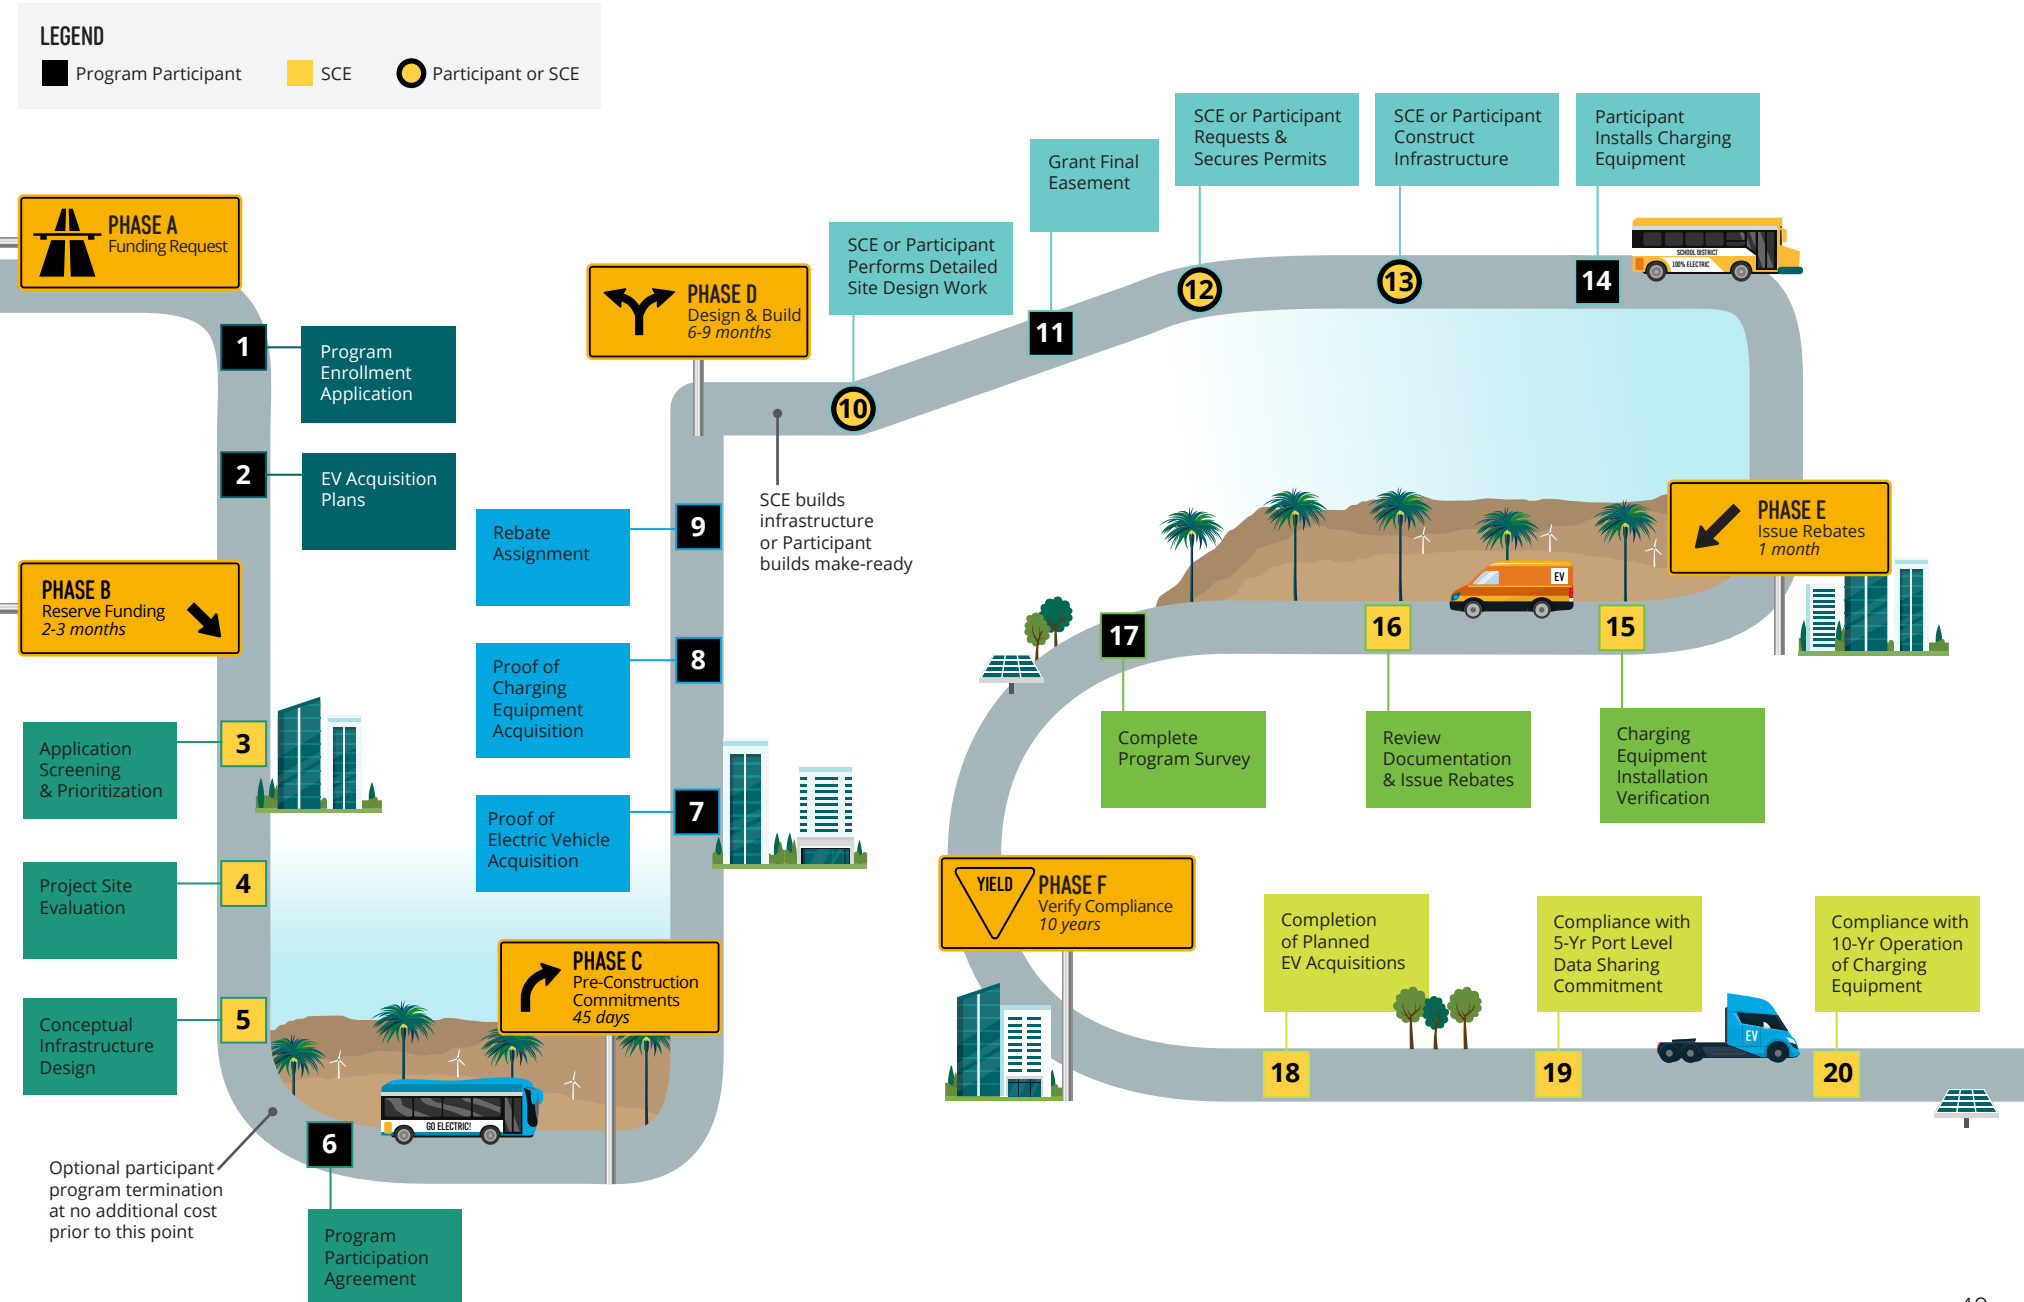 LEGEND
Program Participant
SCE
Participant or SCE
PHASE A
Funding Request
1
Program
Enrollment
Application
2
EV Acquisition
Plans
PHASE B
Reserve Funding
2-3 months
3
Application
Screening
& Prioritization
4
Project Site
Evaluation
5
Conceptual
Infrastructure
Design
Optional participant
program termination
at no additional cost
prior to this point
6
Program
Participation
Agreement
GO ELECTRIC!
PHASE C
Pre-Construction
Commitments
45 days
7
Proof of
Electric Vehicle
Acquisition
8
Proof of
Charging
Equipment
Acquisition
9
Rebate
Assignment
PHASE D
Design & Build
6-9 months
SCE builds
infrastructure
or Participant
builds make-ready
10
SCE or Participant
Performs Detailed
Site Design Work
11
Grant Final
Easement
12
SCE or Participant
Requests &
Secures Permits
13
SCE or Participant
Construct
Infrastructure
14
Participant
Installs Charging
Equipment
SCHOOL DISTRICT
100% ELECTRIC
PHASE E
Issue Rebates
1 month
EV
15
Charging
Equipment
Installation
Verification
16
Review
Documentation
& Issue Rebates
17
Complete
Program Survey
YIELD
PHASE F
Verify Compliance
10 years
18
Completion
of Planned
EV Acquisitions
19
Compliance with
5-Yr Port Level
Data Sharing
Commitment
EV
20
Compliance with
10-Yr Operation
of Charging
Equipment